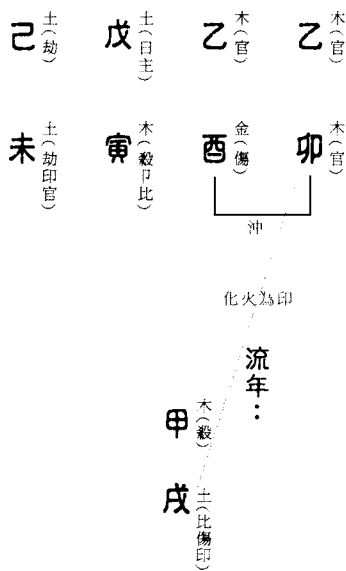 木(官)
乙
木(官)
卯
木(官)
乙
金(傷)
酉
土(日主)
戊
木(殺卩比)
寅
土(劫)
己
土(劫印官)
未
沖
化火為印
流年：
木(殺)
甲
土(比傷印)
戌